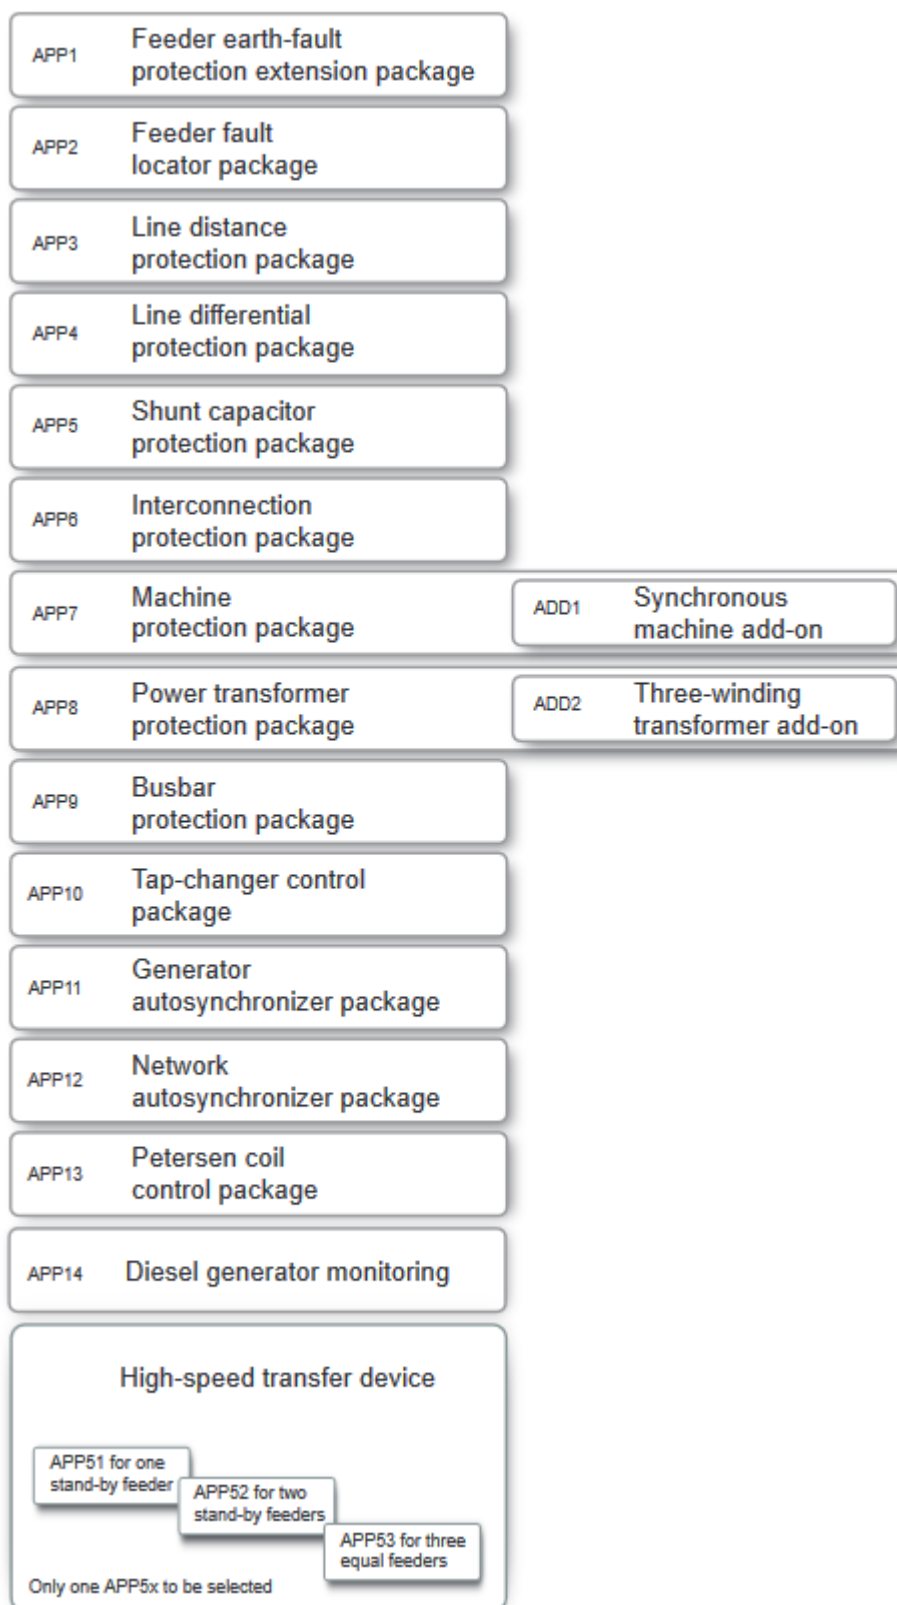 APP1
Feeder earth-fault
protection extension package
APP2
Feeder fault
locator package
APP3
Line distance
protection package
APP4
Line differential
protection package
APP5
Shunt capacitor
protection package
APP6
Interconnection
protection package
APP7
Machine
protection package
ADD1
Synchronous
machine add-on
APP8
Power transformer
protection package
ADD2
Three-winding
transformer add-on
APP9
Busbar
protection package
APP10
Tap-changer control
package
APP11
Generator
autosynchronizer package
APP12
Network
autosynchronizer package
APP13
Petersen coil
control package
APP14
Diesel generator monitoring
High-speed transfer device
APP51 for one
stand-by feeder
APP52 for two
stand-by feeders
APP53 for three
equal feeders
Only one APP5x to be selected